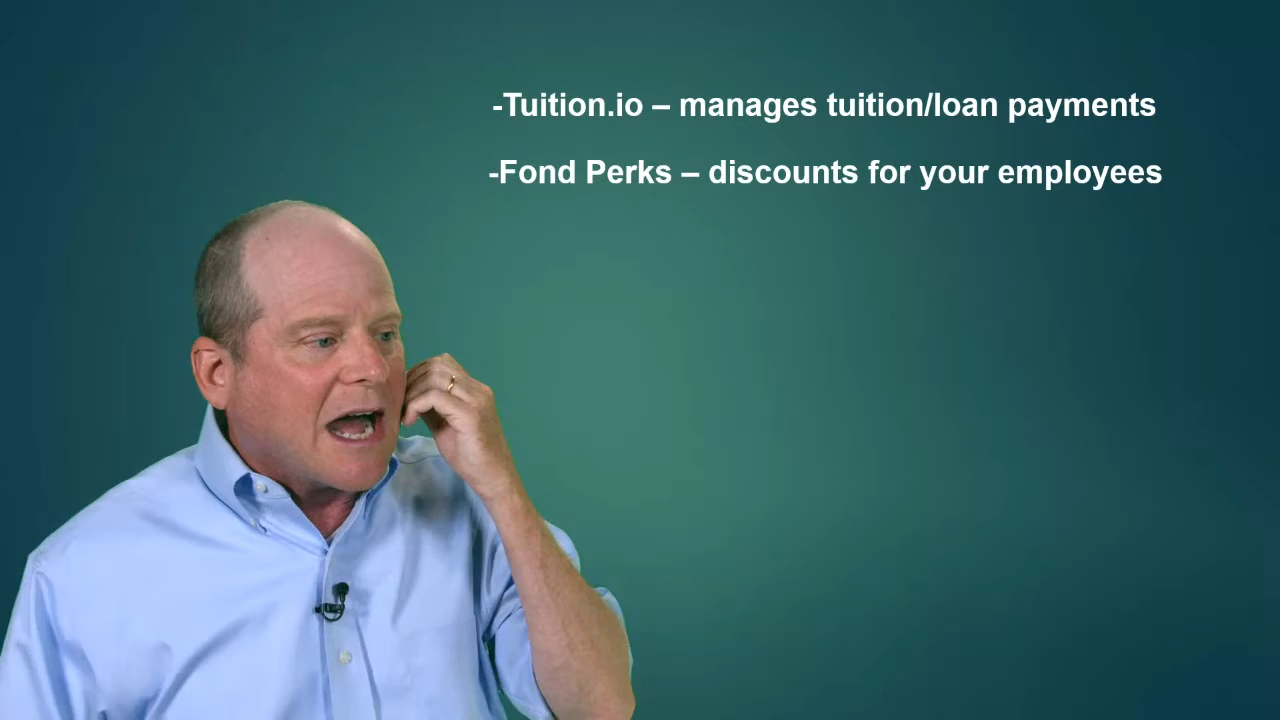 -Tuition.io – manages tuition/loan payments
-Fond Perks – discounts for your employees